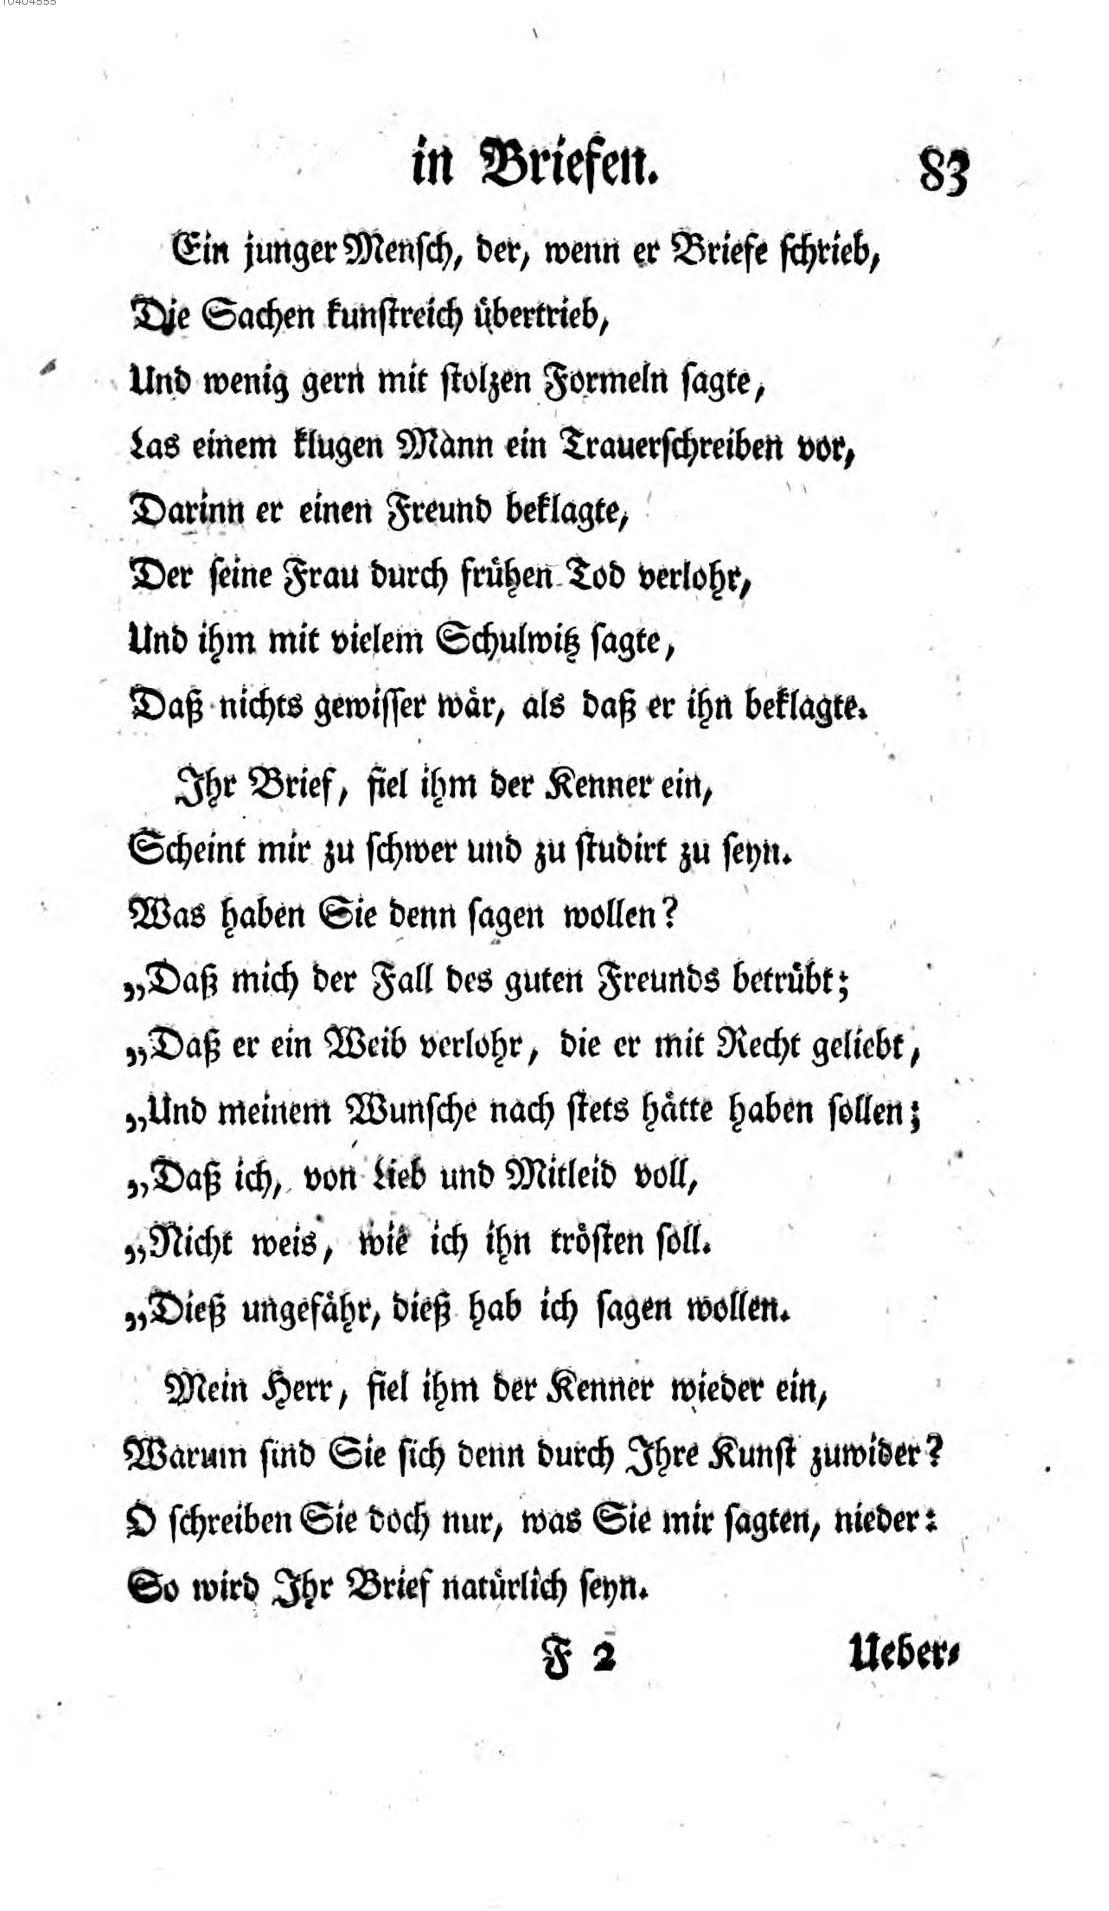 10404555
in Briefen. 83
Ein junger Menſch, der, wenn er Briefe ſchrieb,
Die Sachen kunſtreich übertrieb,
Und wenig gern mit ſtolzen Formeln ſagte,
Las einem klugen Mann ein Trauerſchreiben vor,
Darinn er einen Freund beklagte,
Der ſeine Frau durch frühen Tod verlohr,
Und ihm mit vielem Schulwitz ſagte,
Daß nichts gewiſſer wär, als daß er ihn beklagte.
Ihr Brief, fiel ihm der Kenner ein,
Scheint mir zu ſchwer und zu ſtudirt zu ſeyn.
Was haben Sie denn ſagen wollen?
„Daß mich der Fall des guten Freunds betrübt;
„Daß er ein Weib verlohr, die er mit Recht geliebt,
„Und meinem Wunſche nach ſtets hätte haben ſollen;
„Daß ich, von Lieb und Mitleid voll,
„Nicht weis, wie ich ihn tröſten ſoll.
„Dieß ungefähr, dieß hab ich ſagen wollen.
Mein Herr, fiel ihm der Kenner wieder ein,
Warum ſind Sie ſich denn durch Ihre Kunſt zuwider?
O ſchreiben Sie doch nur, was Sie mir ſagten, nieder:
So wird Ihr Brief natürlich ſeyn.
F 2 Ueber-